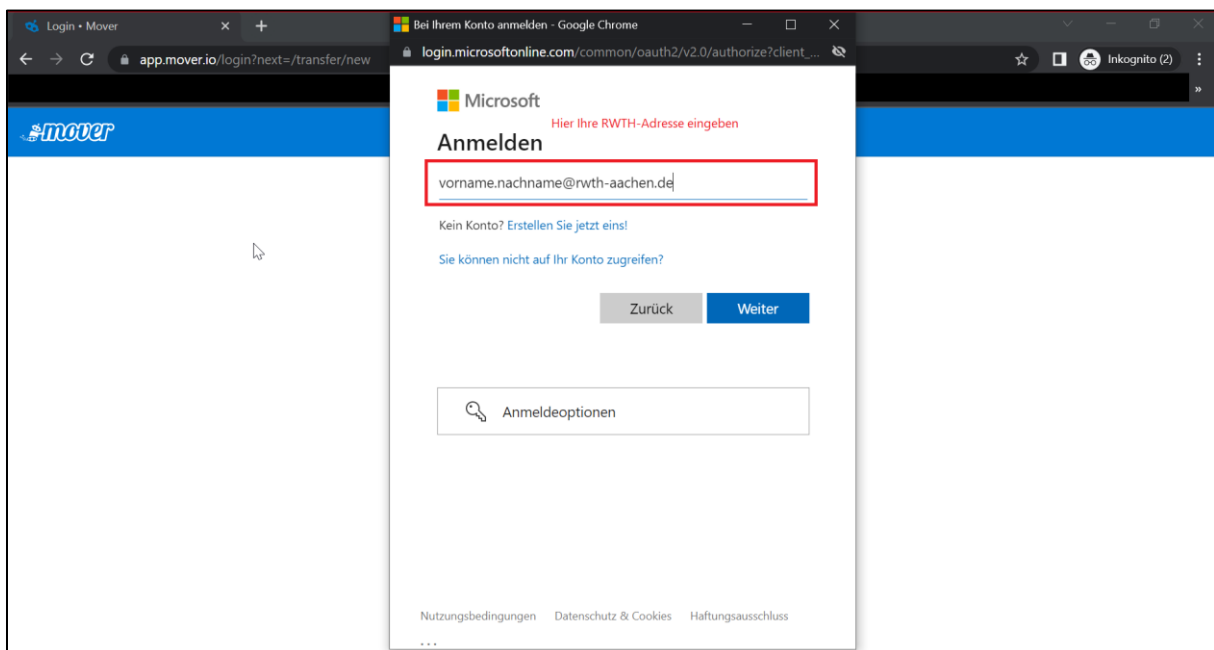 Login • Mover
Bei Ihrem Konto anmelden - Google Chrome
app.mover.io/login?next=/transfer/new
login.microsoftonline.com/common/oauth2/v2.0/authorize?client_...
Inkognito (2)
»
mover
Microsoft
Hier Ihre RWTH-Adresse eingeben
Anmelden
vorname.nachname@rwth-aachen.de
Kein Konto? Erstellen Sie jetzt eins!
Sie können nicht auf Ihr Konto zugreifen?
Zurück Weiter
Anmeldeoptionen
Nutzungsbedingungen Datenschutz & Cookies Haftungsausschluss
...